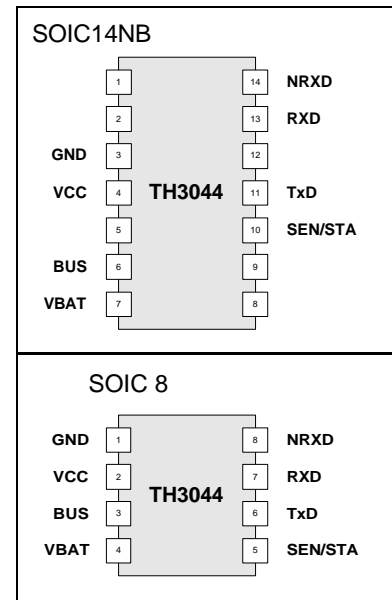 SOIC14NB
1 14 NRXD
2 13 RXD
GND 3 12
VCC 4 TH3044 11 TxD
5 10 SEN/STA
BUS 6 9
VBAT 7 8
SOIC 8
GND 1 8 NRXD
VCC 2 7 RXD
TH3044
BUS 3 6 TxD
VBAT 4 5 SEN/STA